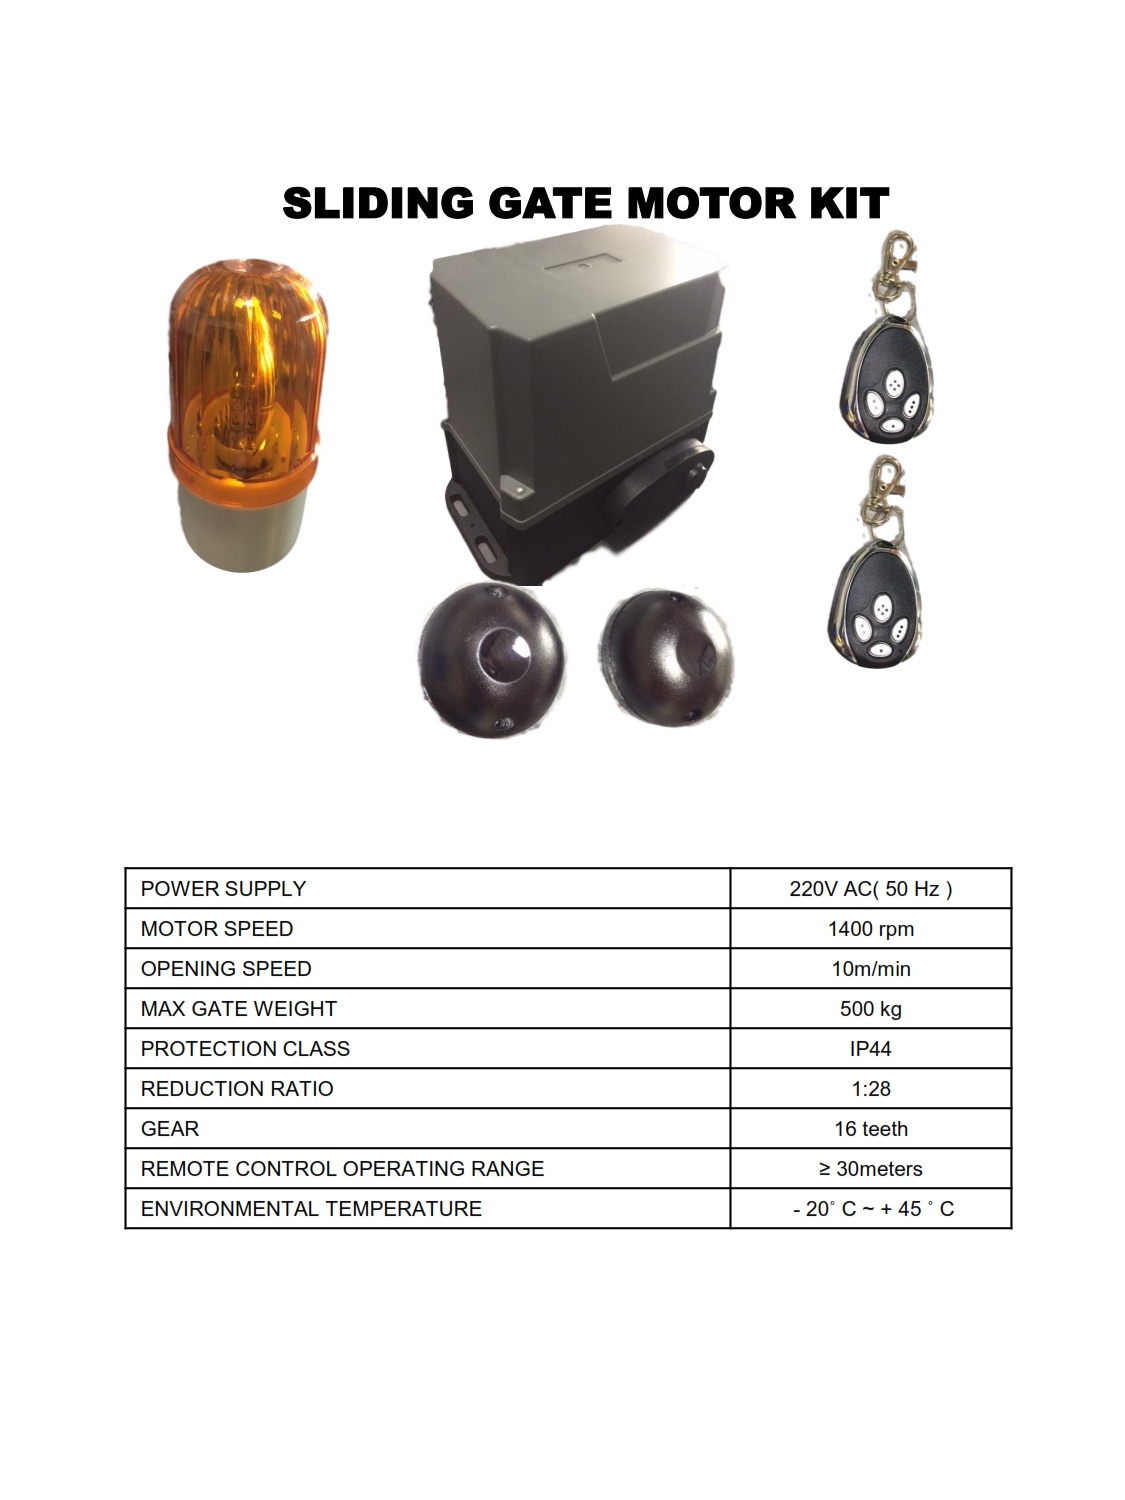 SLIDING GATE MOTOR KIT
POWER SUPPLY 220V AC( 50 Hz )
MOTOR SPEED 1400 rpm
OPENING SPEED 10m/min
MAX GATE WEIGHT 500 kg
PROTECTION CLASS IP44
REDUCTION RATIO 1:28
GEAR 16 teeth
REMOTE CONTROL OPERATING RANGE ≥ 30meters
ENVIRONMENTAL TEMPERATURE - 20˚ C ~ + 45 ˚ C